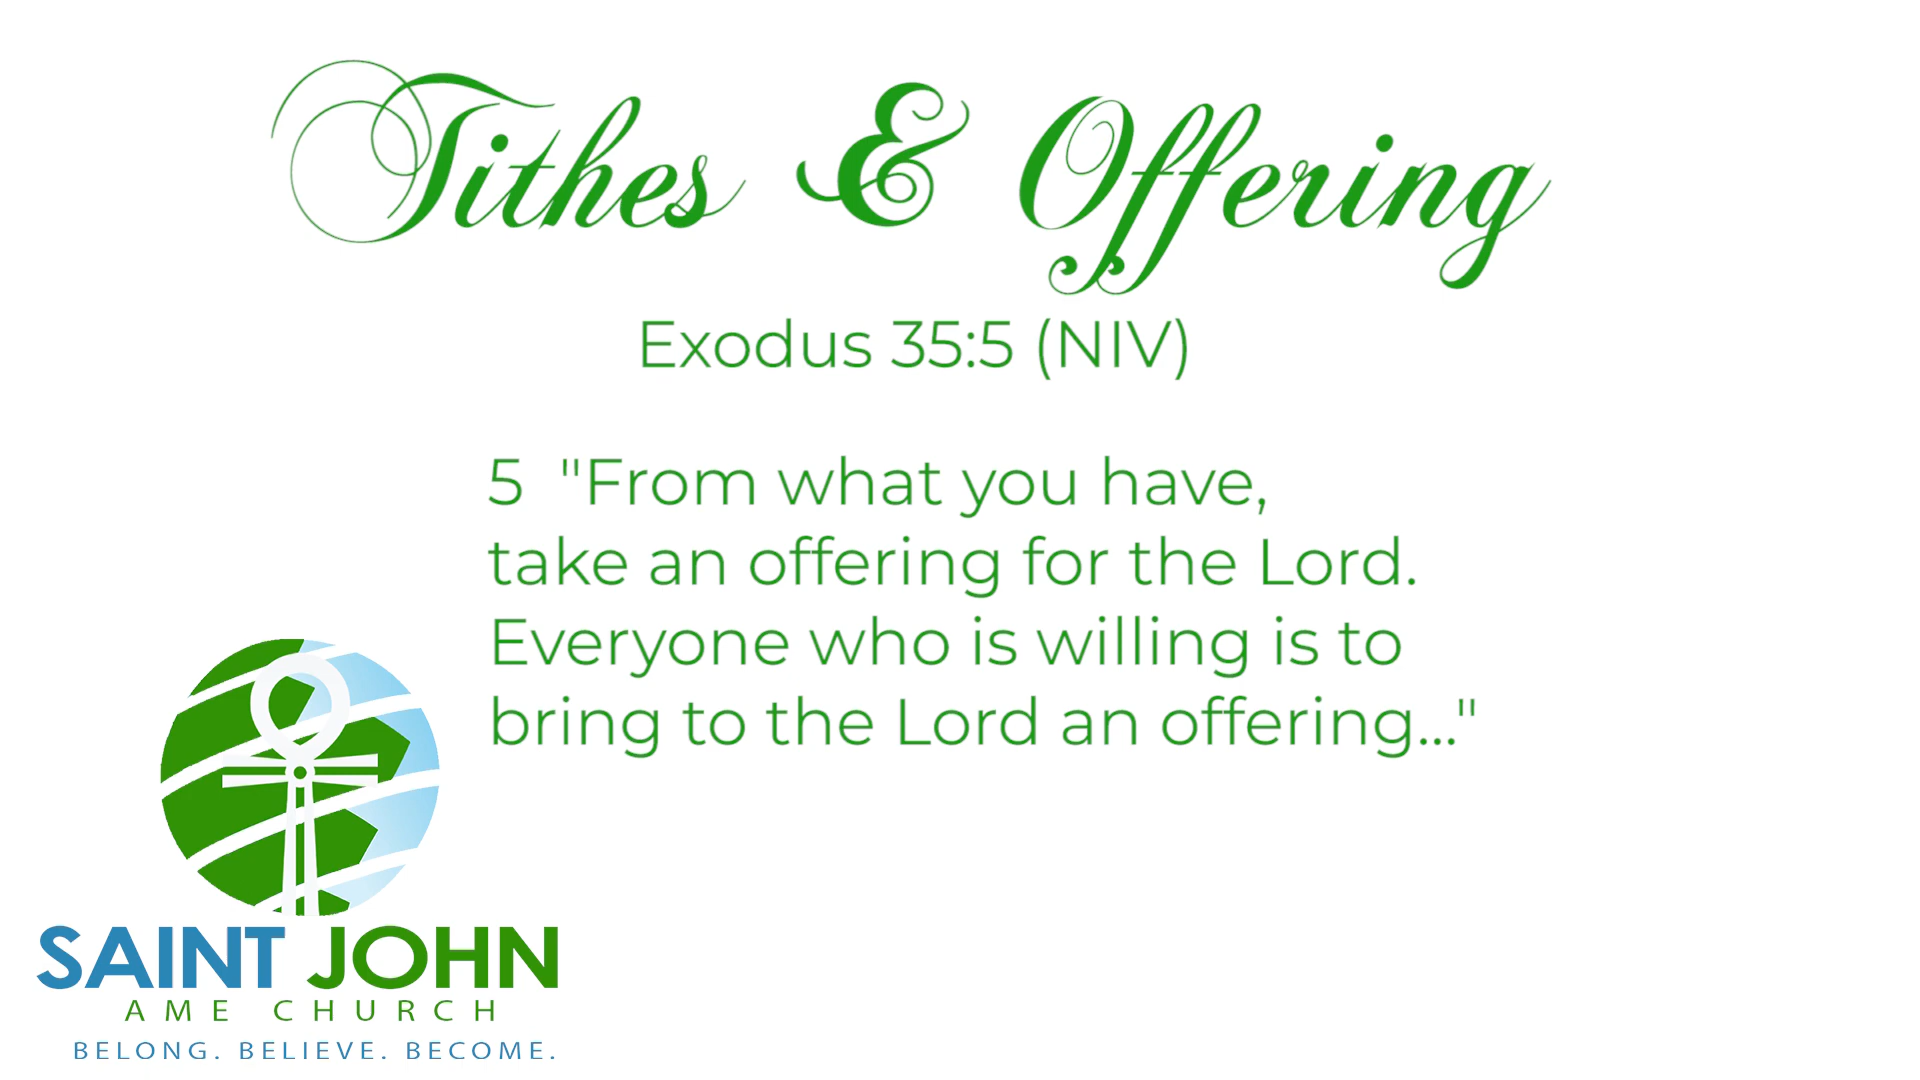 Tithes & Offering
Exodus 35:5 (NIV)
5  "From what you have,
take an offering for the Lord.
Everyone who is willing is to
bring to the Lord an offering..."
SAINT JOHN
AME CHURCH
BELONG. BELIEVE. BECOME.